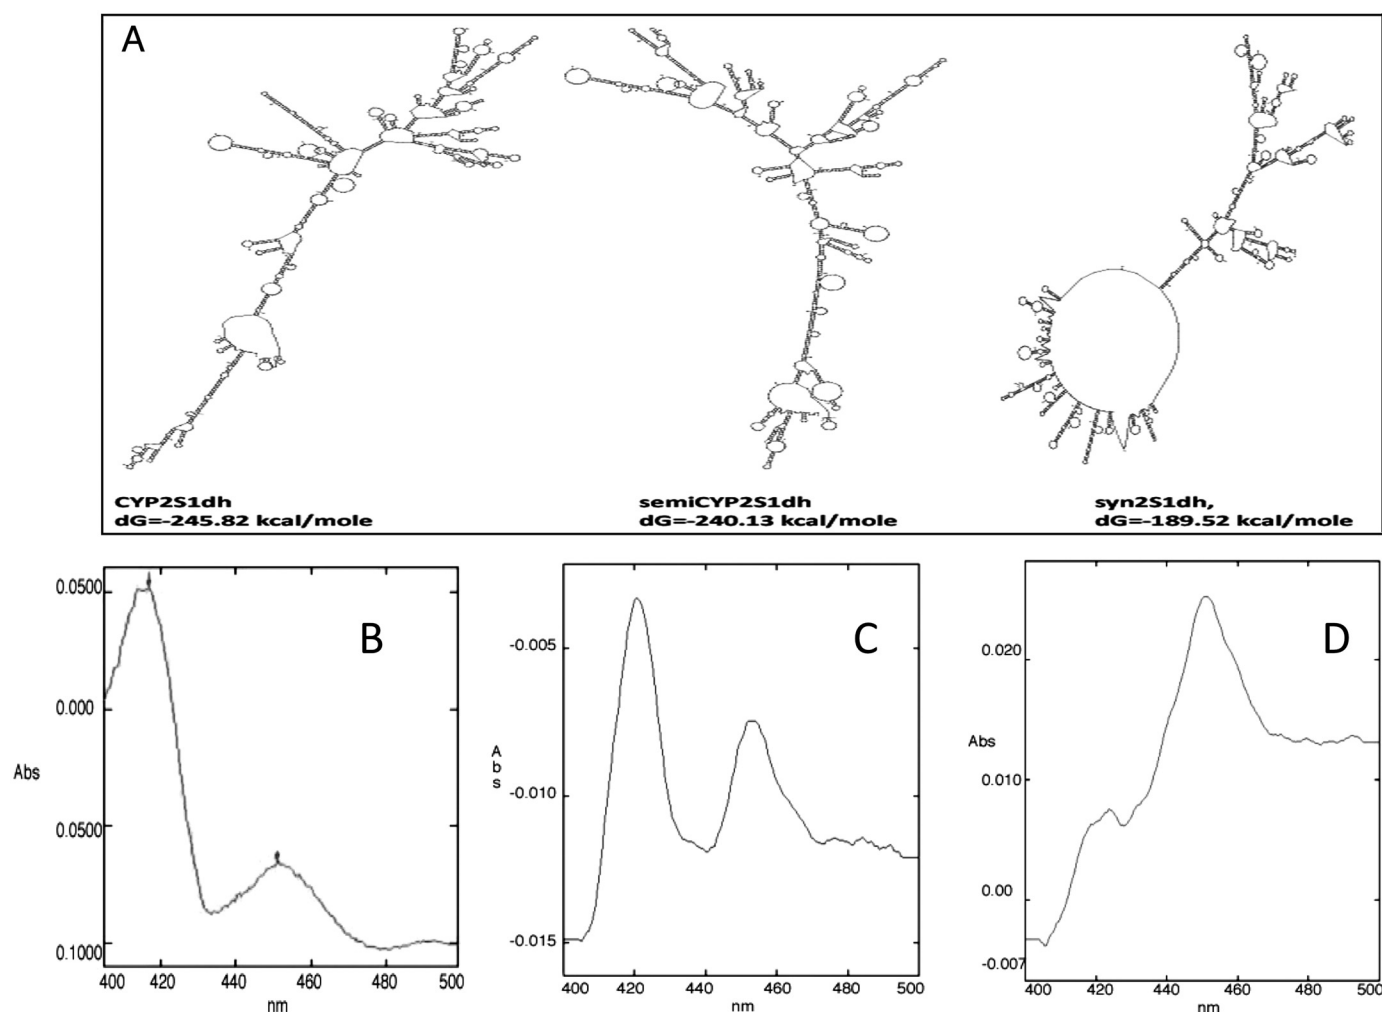 A
CYP2S1dh
dG=-245.82 kcal/mole
semiCYP2S1dh
dG=-240.13 kcal/mole
syn2S1dh,
dG=-189.52 kcal/mole
B
0.0500
0.000
Abs
0.0500
0.1000
400 420 440 460 480 500
nm
C
-0.005
Abs
-0.010
-0.015
400 420 440 460 480 500
nm
D
0.020
Abs
0.010
0.00
-0.007
400 420 440 460 480 500
nm